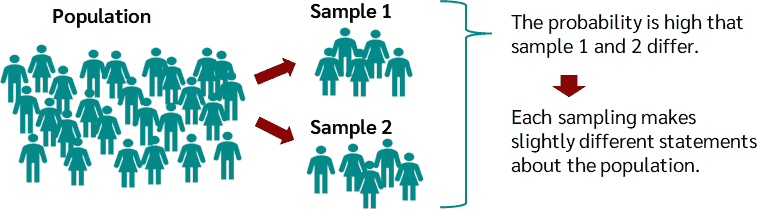 Population
Sample 1
Sample 2
The probability is high that
sample 1 and 2 differ.
Each sampling makes
slightly different statements
about the population.